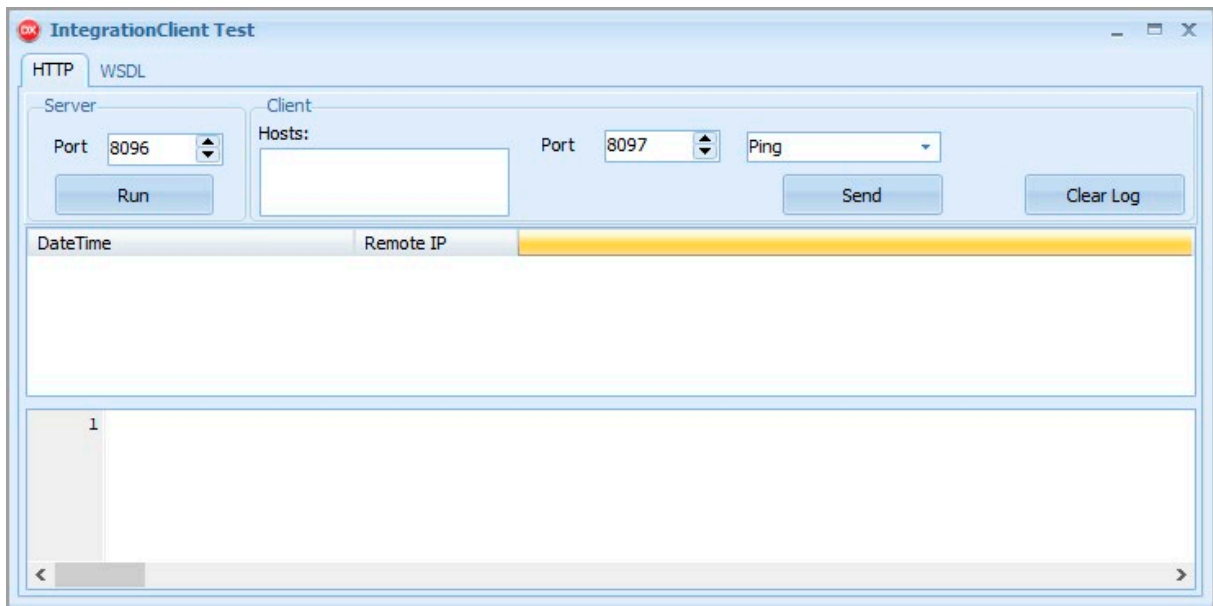 DX IntegrationClient Test
HTTP WSDL
Server Client
Port 8096 Hosts: Port 8097 Ping
Run Send Clear Log
DateTime Remote IP
1